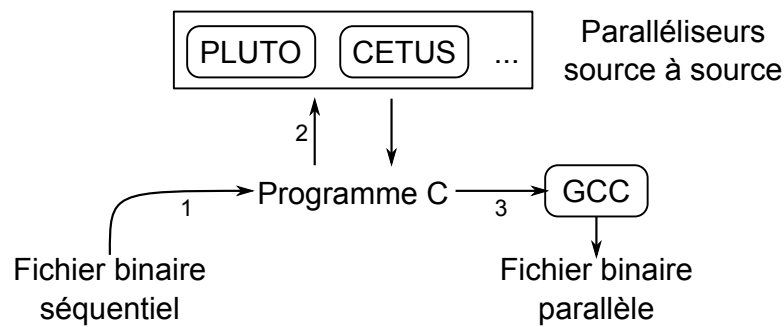 PLUTO CETUS ...
Paralléliseurs
source à source
2
1
Programme C
3
GCC
Fichier binaire
séquentiel
Fichier binaire
parallèle